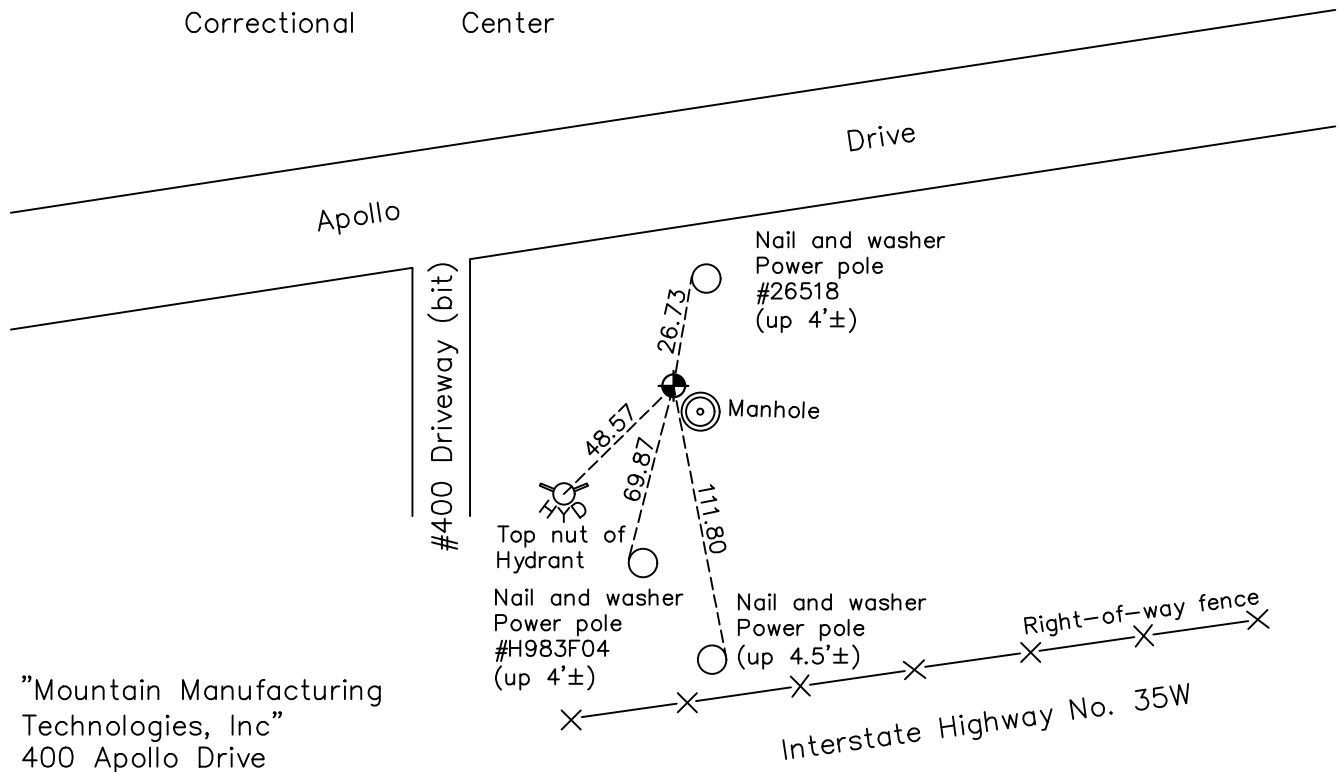 Correctional Center
Drive
Apollo
Nail and washer
Power pole
#26518
(up 4'±)
#400 Driveway (bit)
26.73
Manhole
48.57
69.87
111.80
HYD
Top nut of
Hydrant
Nail and washer
Power pole
#H983F04
(up 4'±)
Nail and washer
Power pole
(up 4.5'±)
Right-of-way fence
Interstate Highway No. 35W
"Mountain Manufacturing
Technologies, Inc"
400 Apollo Drive